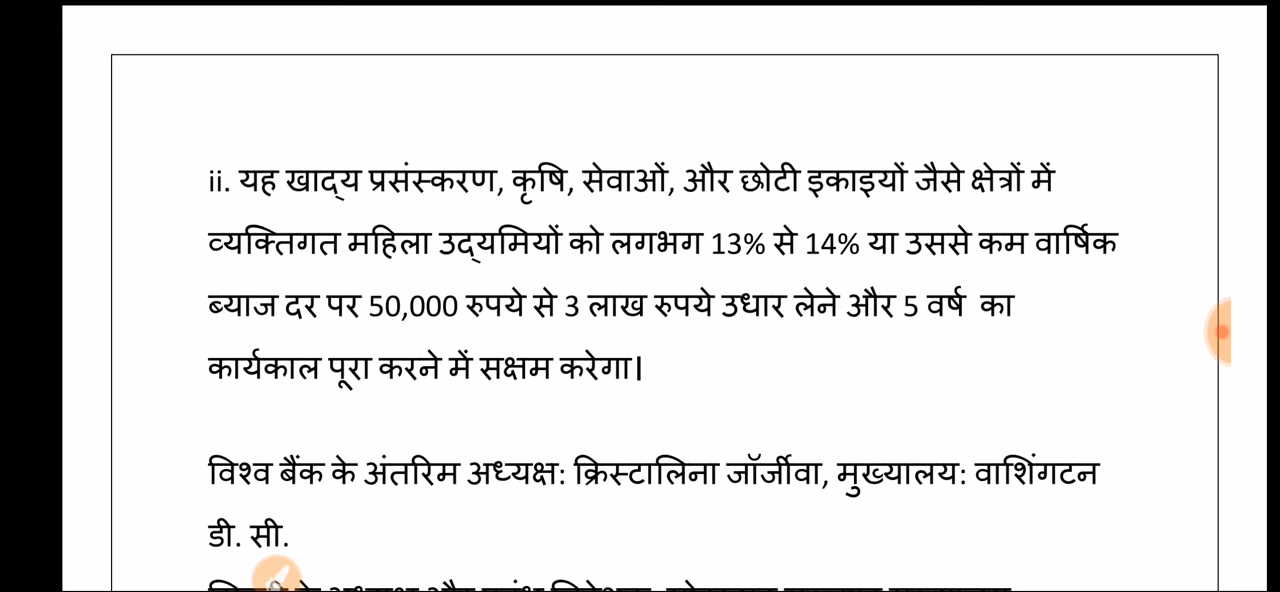 ii. यह खाद्य प्रसंस्करण, कृषि, सेवाओं, और छोटी इकाइयों जैसे क्षेत्रों में
व्यक्तिगत महिला उद्यमियों को लगभग 13% से 14% या उससे कम वार्षिक
ब्याज दर पर 50,000 रुपये से 3 लाख रुपये उधार लेने और 5 वर्ष का
कार्यकाल पूरा करने में सक्षम करेगा।
विश्व बैंक के अंतरिम अध्यक्ष: क्रिस्टालिना जॉर्जीवा, मुख्यालय: वाशिंगटन
डी. सी.